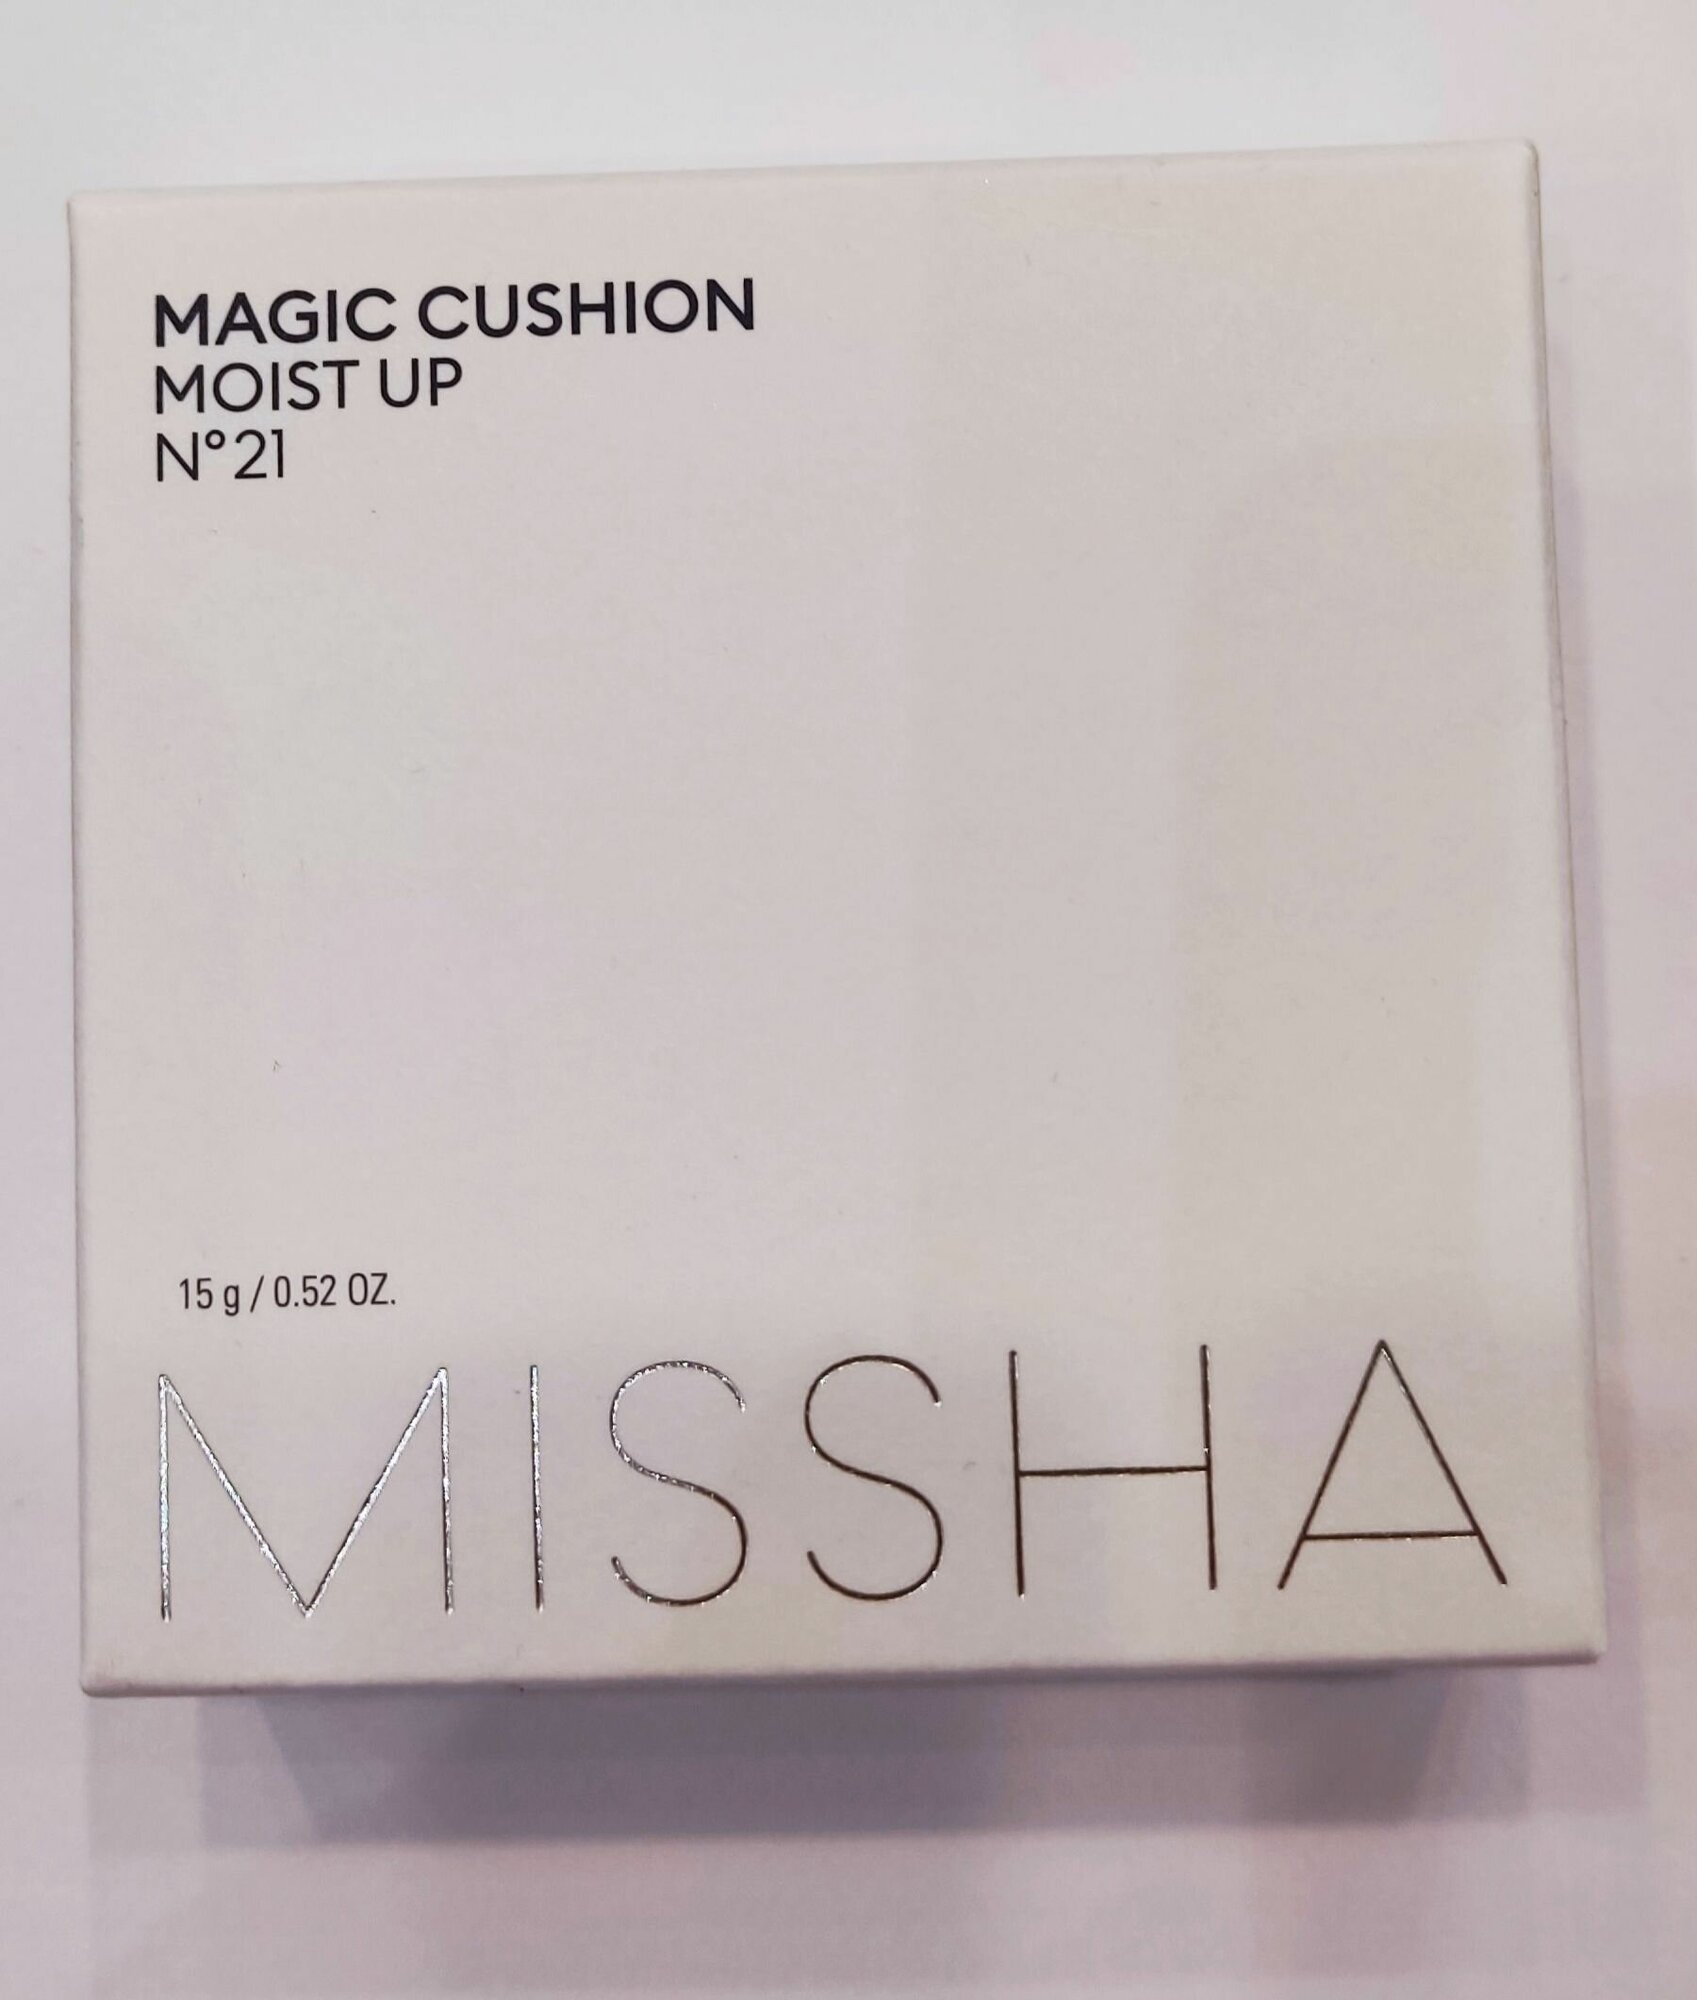 MAGIC CUSHION
MOIST UP
N°21
15 g / 0.52 OZ.
MISSHA